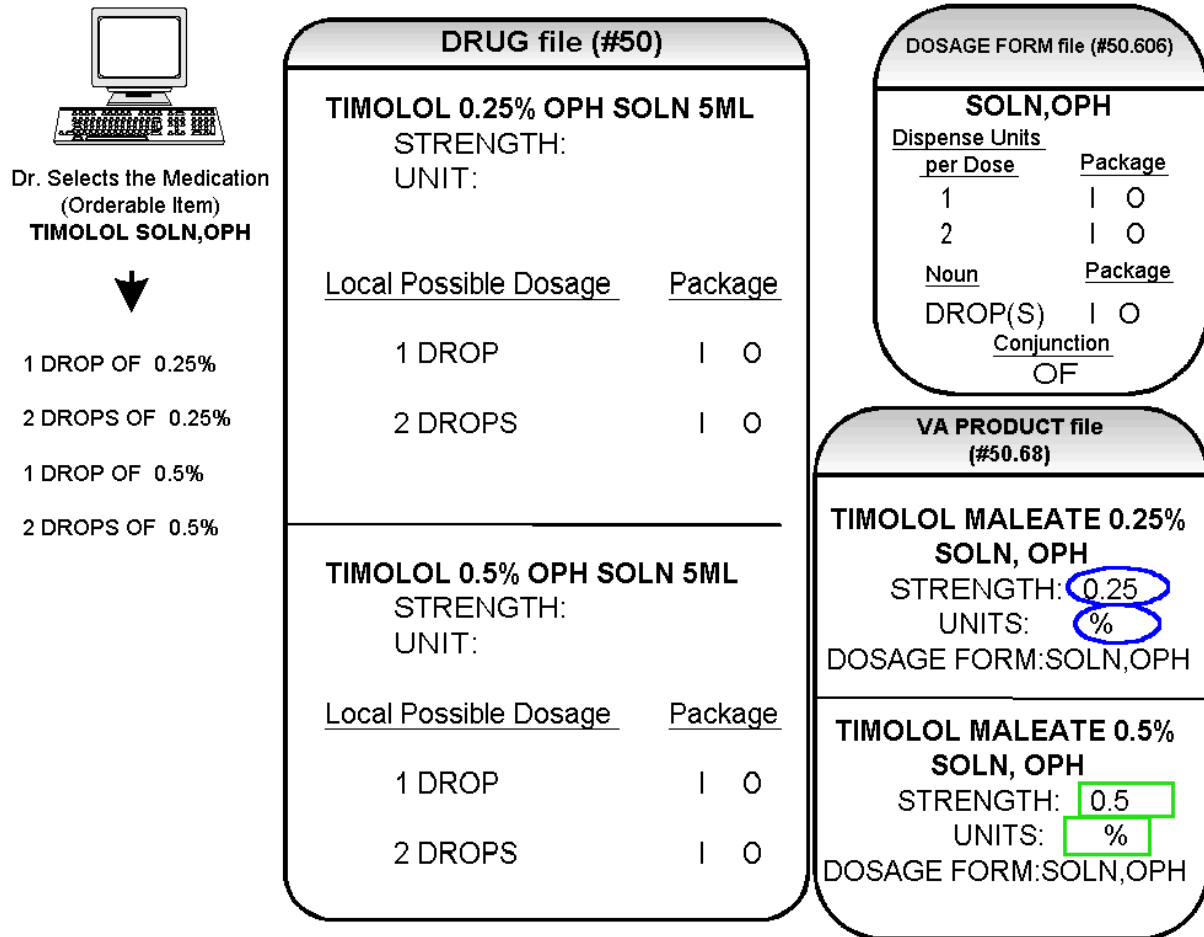 Dr. Selects the Medication
(Orderable Item)
TIMOLOL SOLN,OPH
1 DROP OF 0.25%
2 DROPS OF 0.25%
1 DROP OF 0.5%
2 DROPS OF 0.5%
DRUG file (#50)
TIMOLOL 0.25% OPH SOLN 5ML
STRENGTH:
UNIT:
Local Possible Dosage Package
1 DROP I O
2 DROPS I O
TIMOLOL 0.5% OPH SOLN 5ML
STRENGTH:
UNIT:
Local Possible Dosage Package
1 DROP I O
2 DROPS I O
DOSAGE FORM file (#50.606)
SOLN,OPH
Dispense Units
per Dose Package
1 I O
2 I O
Noun Package
DROP(S) I O
Conjunction
OF
VA PRODUCT file
(#50.68)
TIMOLOL MALEATE 0.25%
SOLN, OPH
STRENGTH: 0.25
UNITS: %
DOSAGE FORM:SOLN,OPH
TIMOLOL MALEATE 0.5%
SOLN, OPH
STRENGTH: 0.5
UNITS: %
DOSAGE FORM:SOLN,OPH